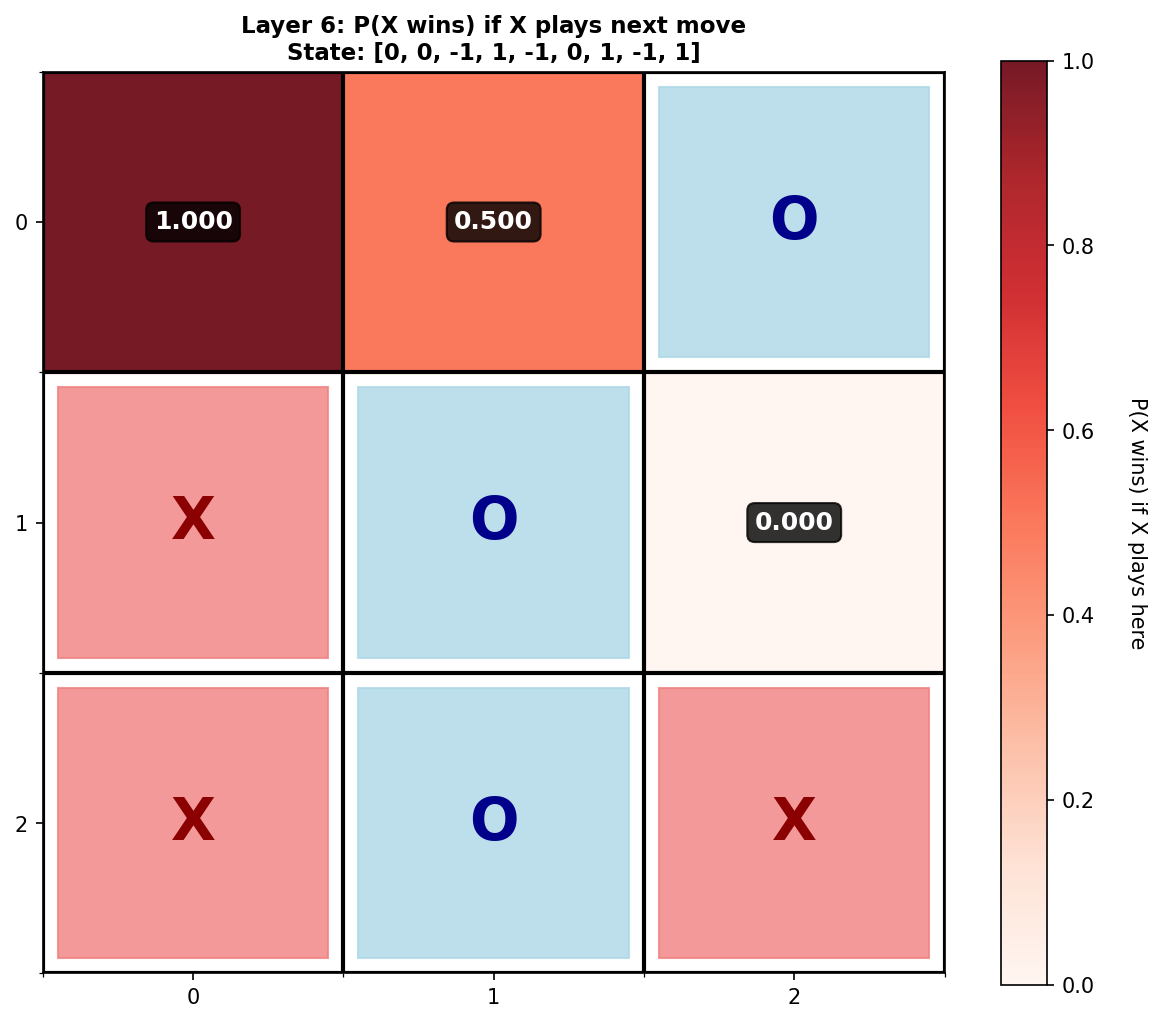 Layer 6: P(X wins) if X plays next move
State: [0, 0, -1, 1, -1, 0, 1, -1, 1]
0
1.000
0.500
O
1
X
O
0.000
2
X
O
X
0
1
2
1.0
0.8
0.6
0.4
0.2
0.0
P(X wins) if X plays here